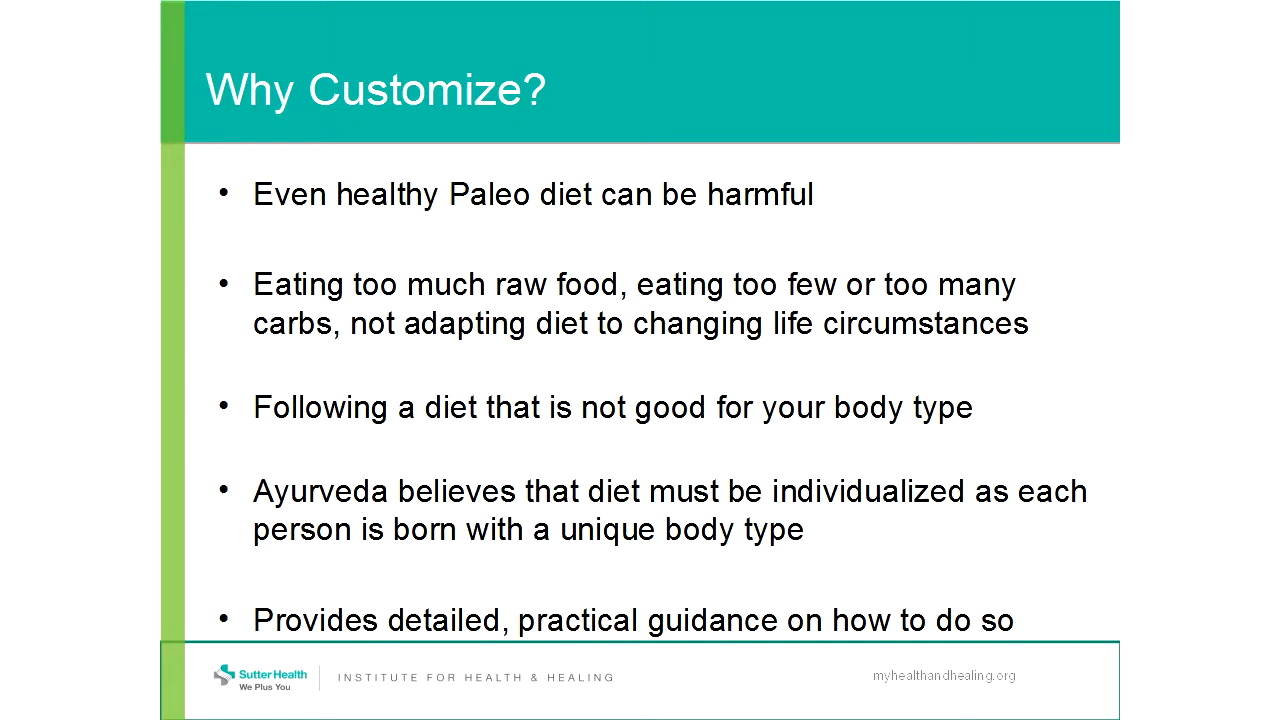 Why Customize?
• Even healthy Paleo diet can be harmful
• Eating too much raw food, eating too few or too many
carbs, not adapting diet to changing life circumstances
• Following a diet that is not good for your body type
• Ayurveda believes that diet must be individualized as each
person is born with a unique body type
• Provides detailed, practical guidance on how to do so
Sutter Health
We Plus You
INSTITUTE FOR HEALTH & HEALING
myhealthandhealing.org